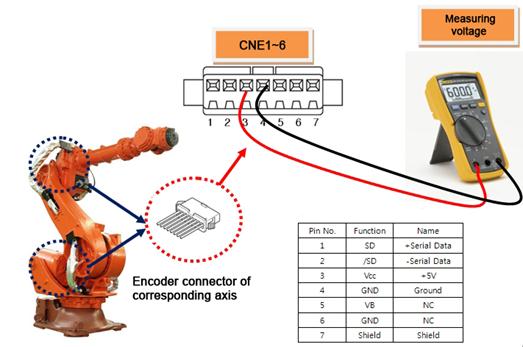 CNE1~6
Measuring
voltage
600.0
1 2 3 4 5 6 7
Encoder connector of
corresponding axis
Pin No. Function Name
1 SD +Serial Data
2 /SD -Serial Data
3 Vcc +5V
4 GND Ground
5 VB NC
6 GND NC
7 Shield Shield